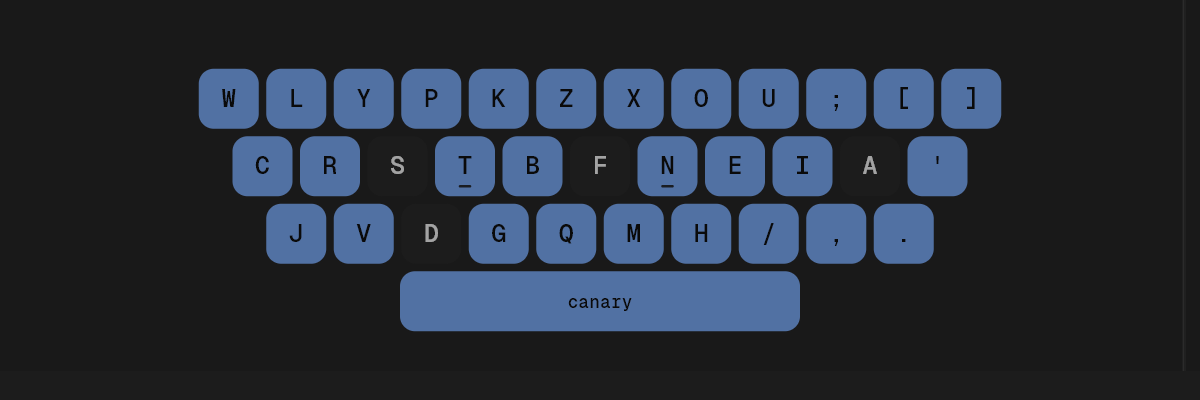 W L Y P K Z X O U ; [ ]
C R S T B F N E I A '
J V D G Q M H / , .
canary